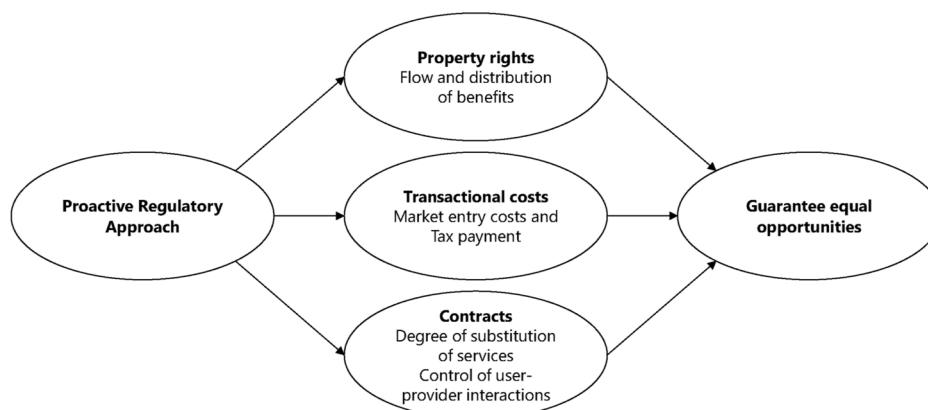 Property rights
Flow and distribution
of benefits
Proactive Regulatory
Approach
Transactional costs
Market entry costs and
Tax payment
Guarantee equal
opportunities
Contracts
Degree of substitution
of services
Control of user-
provider interactions